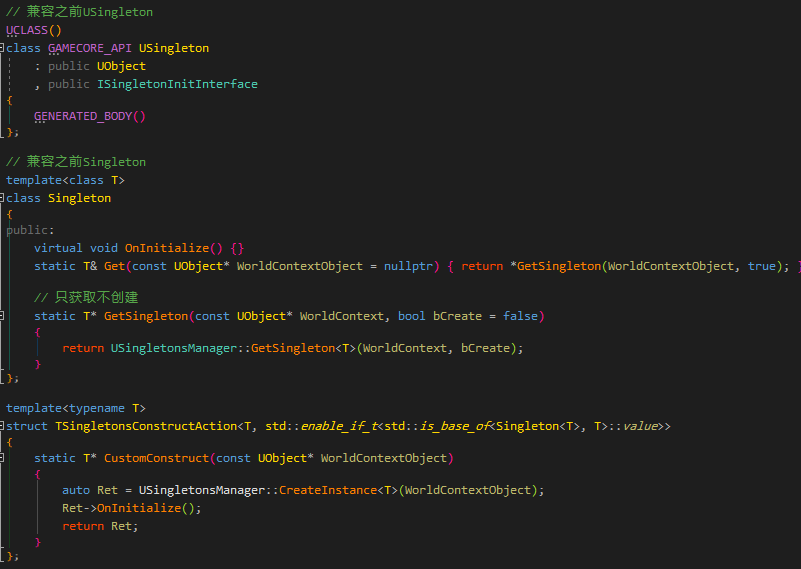 // 兼容之前USingleton
UCLASS()
class GAMECORE_API USingleton
: public UObject
, public ISingletonInitInterface
{
GENERATED_BODY()
};
// 兼容之前Singleton
template<class T>
class Singleton
{
public:
virtual void OnInitialize() {}
static T& Get(const UObject* WorldContextObject = nullptr) { return *GetSingleton(WorldContextObject, true); }
// 只获取不创建
static T* GetSingleton(const UObject* WorldContext, bool bCreate = false)
{
return USingletonsManager::GetSingleton<T>(WorldContext, bCreate);
}
};
template<typename T>
struct TSingletonsConstructAction<T, std::enable_if_t<std::is_base_of<Singleton<T>, T>::value>>
{
static T* CustomConstruct(const UObject* WorldContextObject)
{
auto Ret = USingletonsManager::CreateInstance<T>(WorldContextObject);
Ret->OnInitialize();
return Ret;
}
};